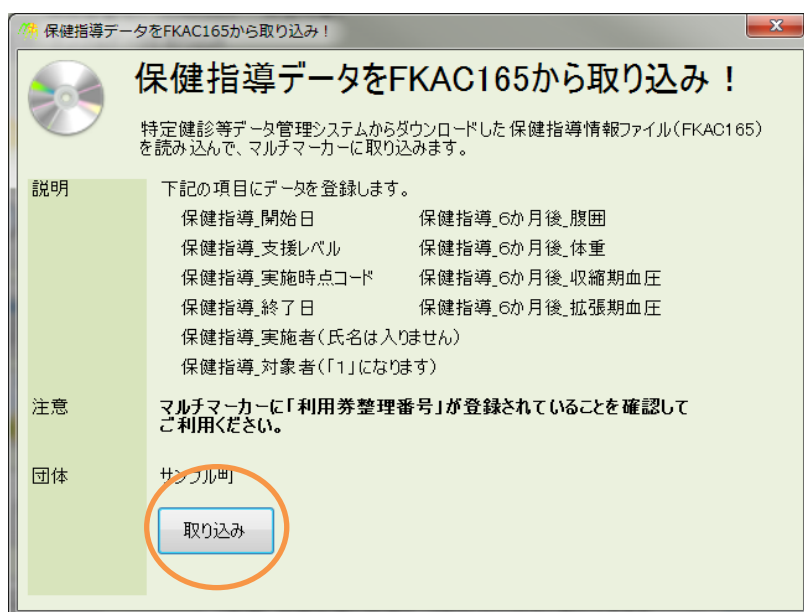 保健指導データをFKAC165から取り込み！
保健指導データをFKAC165から取り込み！
特定健診等データ管理システムからダウンロードした保健指導情報ファイル(FKAC165)
を読み込んで、マルチマーカーに取り込みます。
説明
下記の項目にデータを登録します。
保健指導_開始日 保健指導_6か月後_腹囲
保健指導_支援レベル 保健指導_6か月後_体重
保健指導_実施時点コード 保健指導_6か月後_収縮期血圧
保健指導_終了日 保健指導_6か月後_拡張期血圧
保健指導_実施者(氏名は入りません)
保健指導_対象者(「1」になります)
注意
マルチマーカーに「利用券整理番号」が登録されていることを確認して
ご利用ください。
団体 サンプル町
取り込み